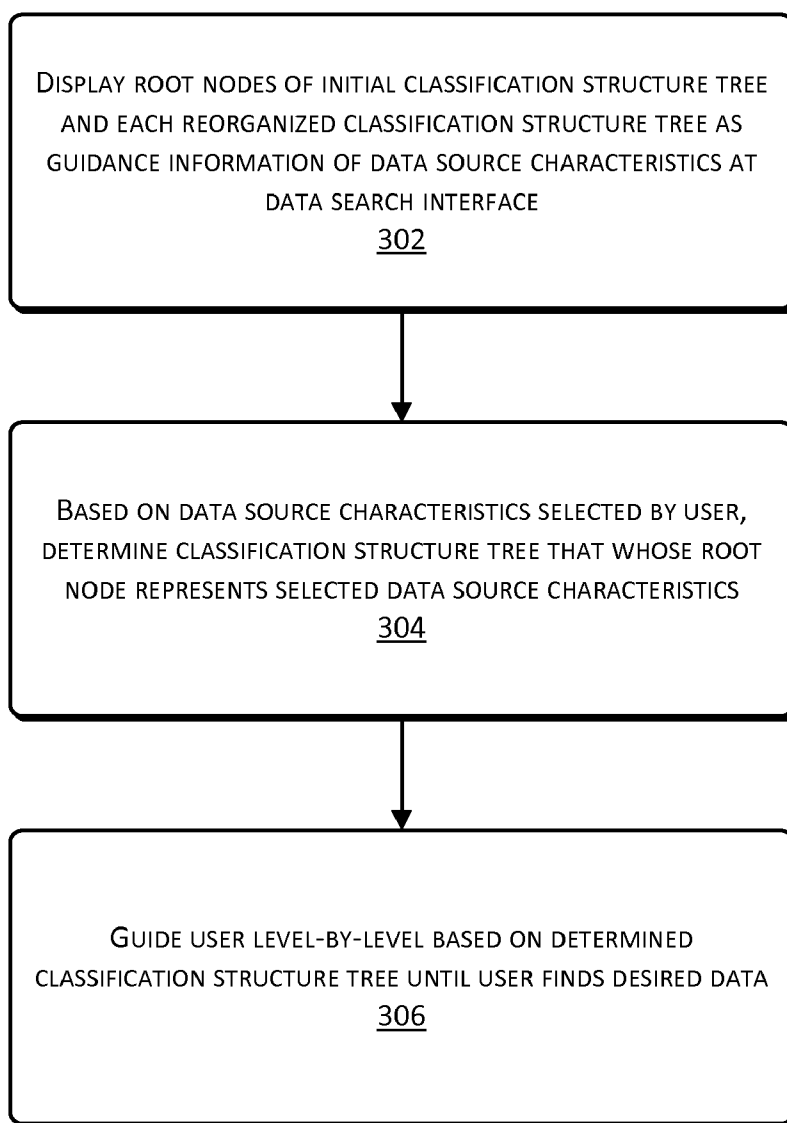 DISPLAY ROOT NODES OF INITIAL CLASSIFICATION STRUCTURE TREE
AND EACH REORGANIZED CLASSIFICATION STRUCTURE TREE AS
GUIDANCE INFORMATION OF DATA SOURCE CHARACTERISTICS AT
DATA SEARCH INTERFACE
302
BASED ON DATA SOURCE CHARACTERISTICS SELECTED BY USER,
DETERMINE CLASSIFICATION STRUCTURE TREE THAT WHOSE ROOT
NODE REPRESENTS SELECTED DATA SOURCE CHARACTERISTICS
304
GUIDE USER LEVEL-BY-LEVEL BASED ON DETERMINED
CLASSIFICATION STRUCTURE TREE UNTIL USER FINDS DESIRED DATA
306